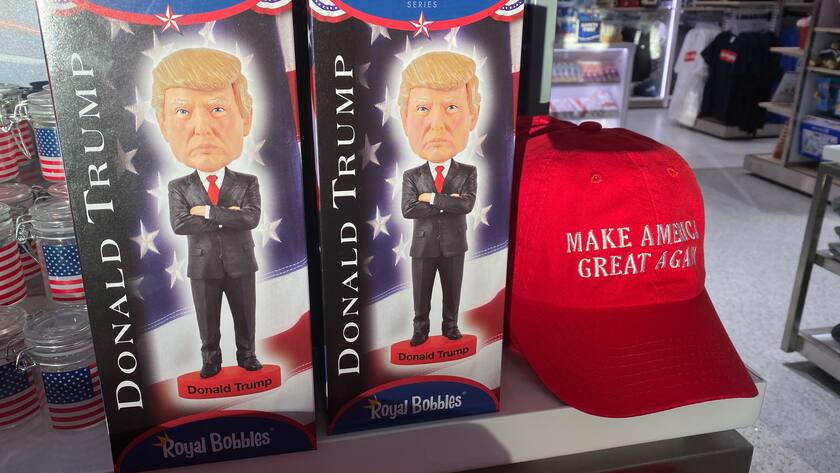 SERIES
DONALD TRUMP
Donald Trump
Royal Bobbles
DONALD TRUMP
Donald Trump
Royal Bobbles
MAKE AMERICA
GREAT AGAIN